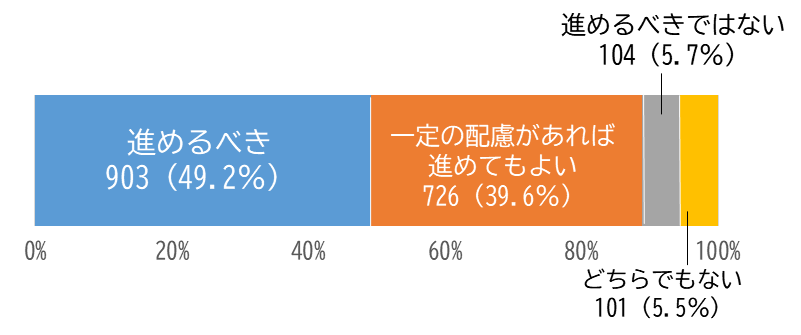 進めるべきではない
104（5.7%）
進めるべき
903（49.2%）
一定の配慮があれば
進めてもよい
726（39.6%）
0%
20%
40%
60%
80%
100%
どちらでもない
101（5.5%）